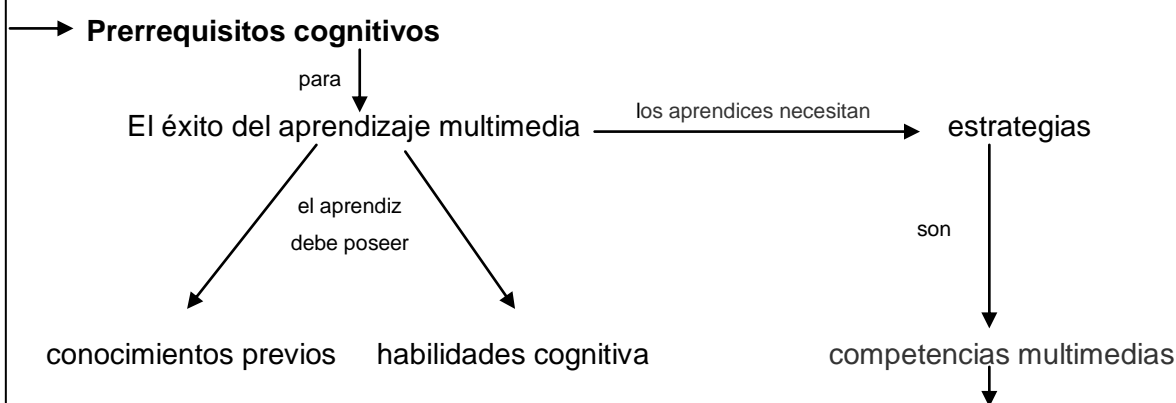 Prerrequisitos cognitivos
para
El éxito del aprendizaje multimedia
los aprendices necesitan
estrategias
el aprendiz
debe poseer
son
conocimientos previos
habilidades cognitiva
competencias multimedias